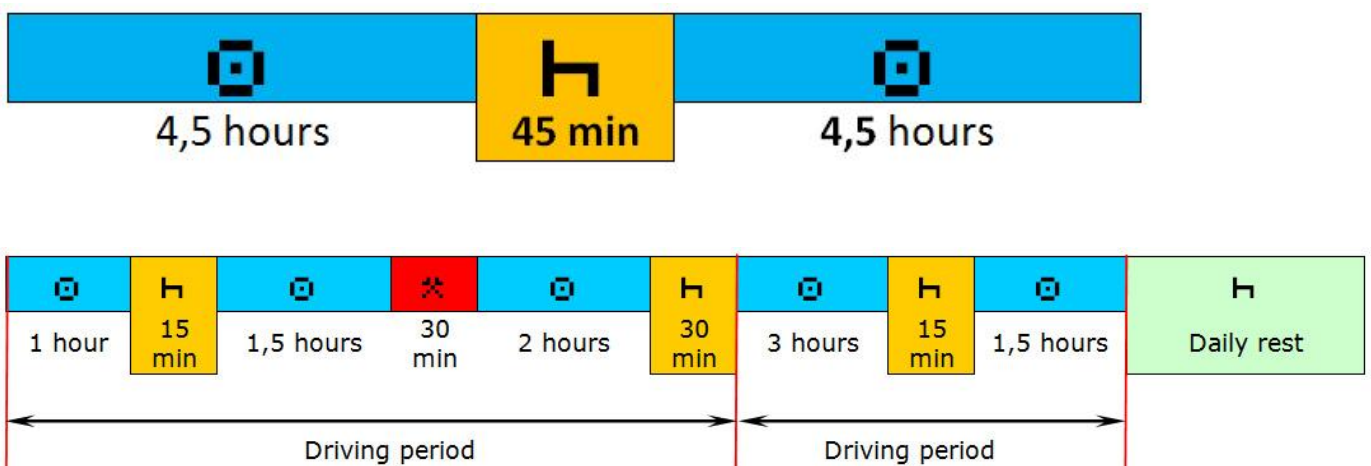 4,5 hours 45 min 4,5 hours
1 hour 15 min 1,5 hours 30 min 2 hours 30 min 3 hours 15 min 1,5 hours Daily rest
Driving period Driving period